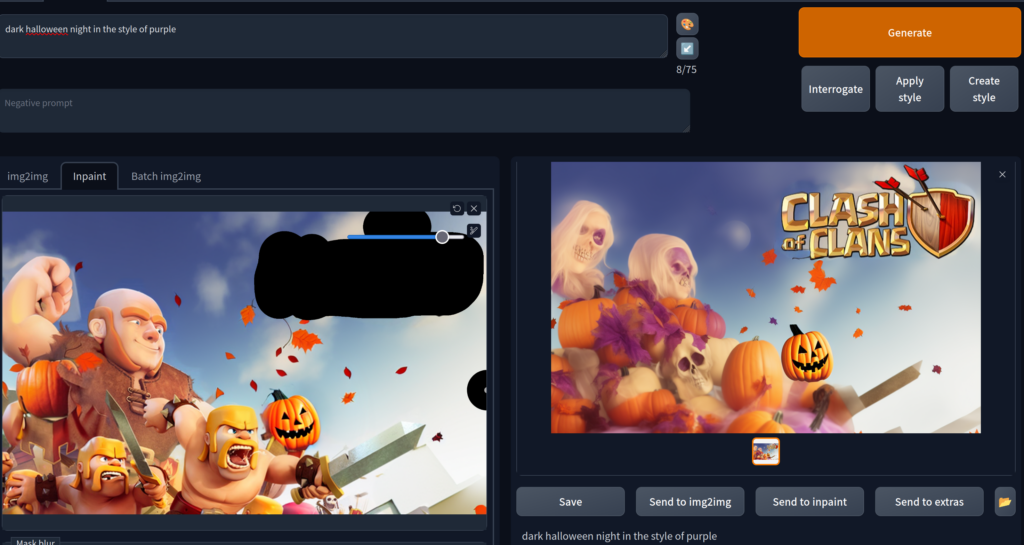 dark halloween night in the style of purple
8/75
Negative prompt
Generate
Interrogate
Apply
style
Create
style
img2img
Inpaint
Batch img2img
CLASH
of CLANS
Save
Send to img2img
Send to inpaint
Send to extras
dark halloween night in the style of purple
Mask blur